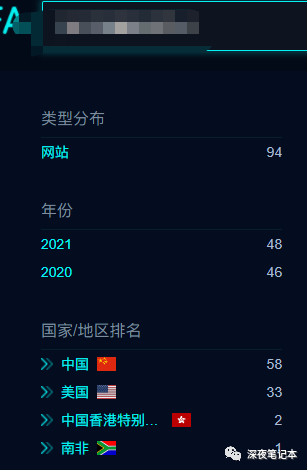 FA
类型分布
网站 94
年份
2021 48
2020 46
国家/地区排名
中国 58
美国 33
中国香港特别... 2
南非 1
深夜笔记本